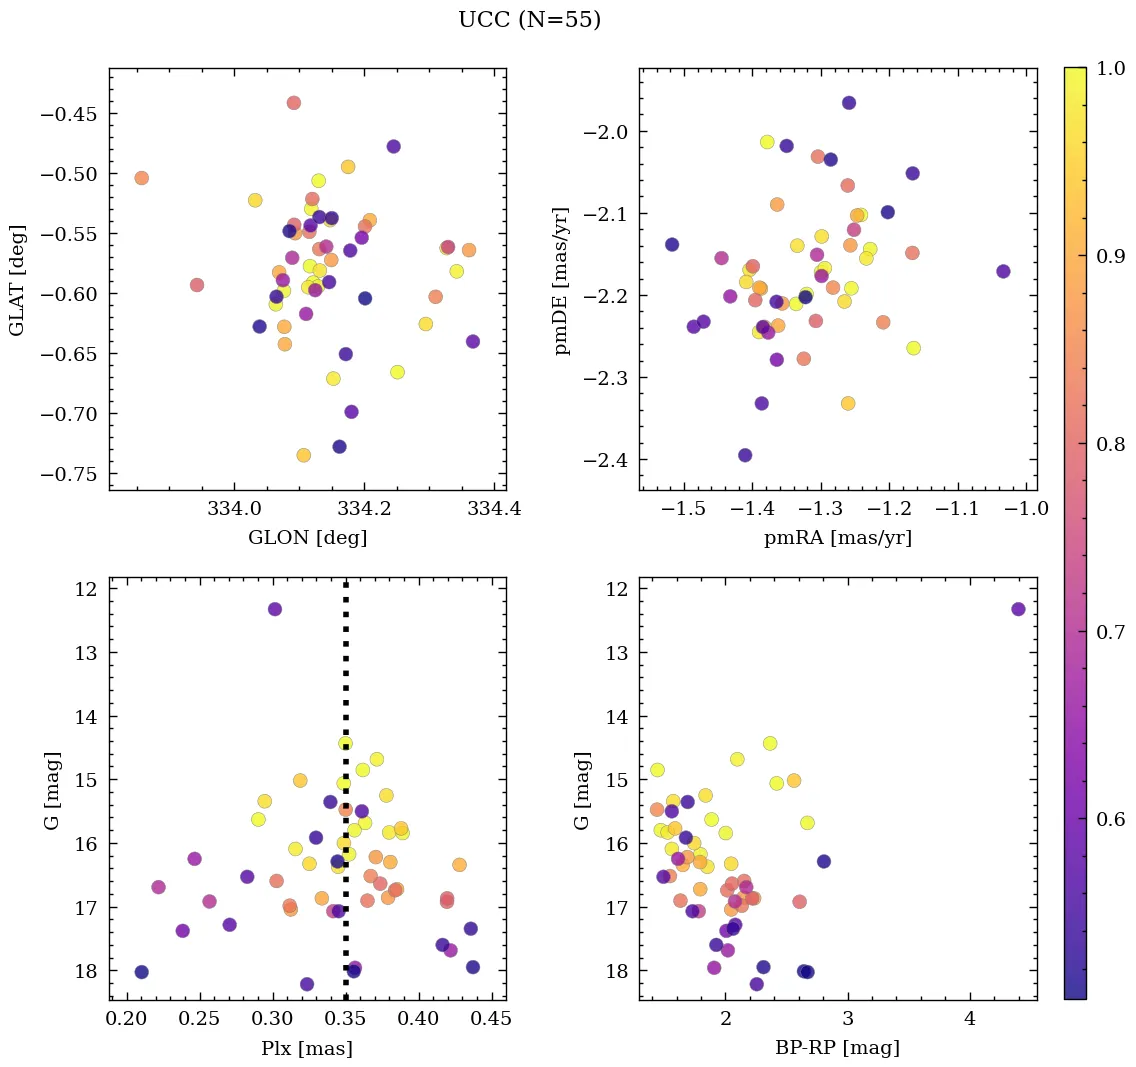 UCC (N=55)
−0.45
−0.50
−0.55
−0.60
−0.65
−0.70
−0.75
GLAT [deg]
334.0 334.2 334.4
GLON [deg]
−2.0
−2.1
−2.2
−2.3
−2.4
pmDE [mas/yr]
−1.5 −1.4 −1.3 −1.2 −1.1 −1.0
pmRA [mas/yr]
1.0
0.9
0.8
0.7
0.6
12
13
14
15
16
17
18
G [mag]
0.20 0.25 0.30 0.35 0.40 0.45
Plx [mas]
12
13
14
15
16
17
18
G [mag]
2 3 4
BP-RP [mag]